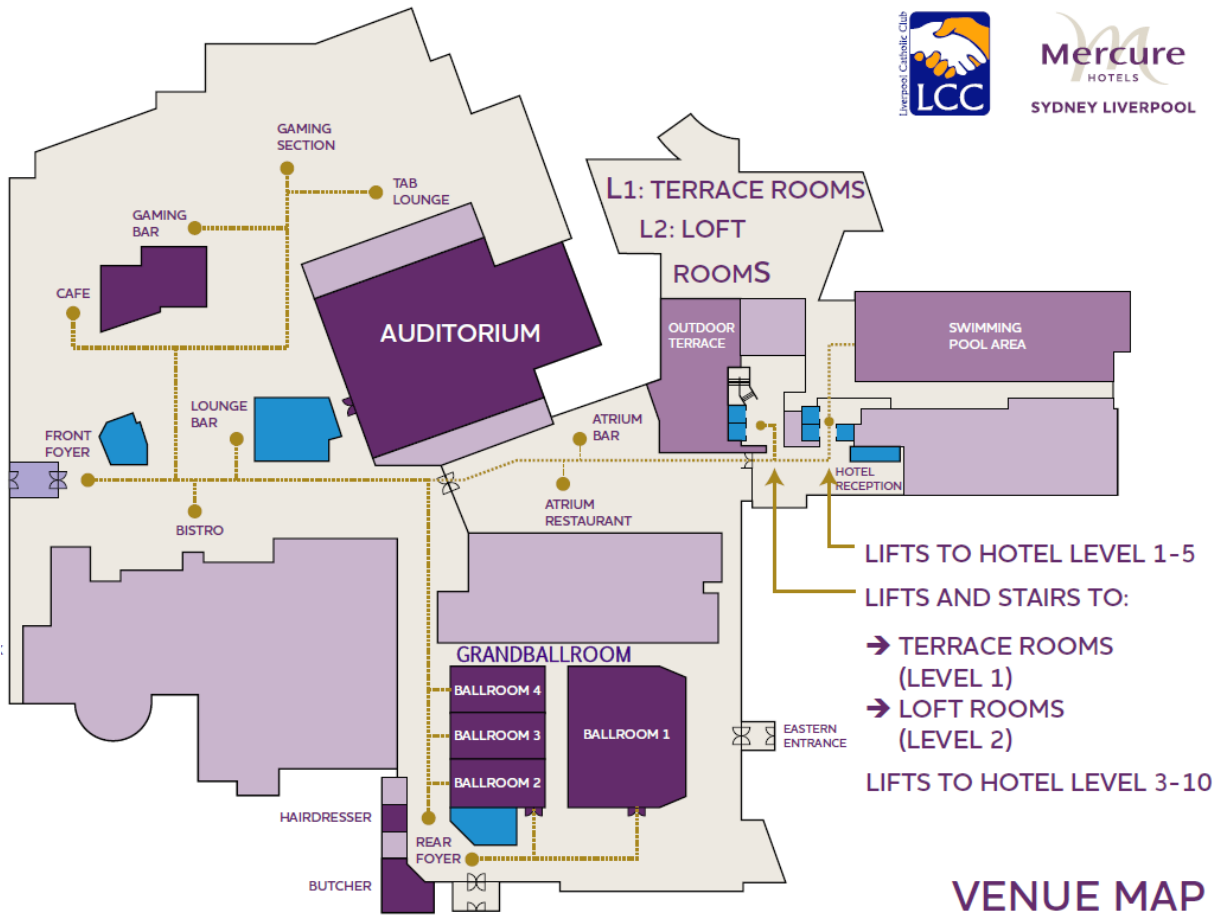 Liverpool Catholic Club
LCC
Mercure
HOTELS
SYDNEY LIVERPOOL
GAMING
SECTION
TAB
LOUNGE
GAMING
BAR
CAFE
AUDITORIUM
L1: TERRACE ROOMS
L2: LOFT
ROOMS
OUTDOOR
TERRACE
SWIMMING
POOL AREA
LOUNGE
BAR
FRONT
FOYER
BISTRO
ATRIUM
BAR
ATRIUM
RESTAURANT
HOTEL
RECEPTION
LIFTS TO HOTEL LEVEL 1-5
LIFTS AND STAIRS TO:
➔ TERRACE ROOMS
(LEVEL 1)
➔ LOFT ROOMS
(LEVEL 2)
LIFTS TO HOTEL LEVEL 3-10
GRANDBALLROOM
BALLROOM 4
BALLROOM 3
BALLROOM 2
BALLROOM 1
EASTERN
ENTRANCE
HAIRDRESSER
REAR
FOYER
BUTCHER
VENUE MAP